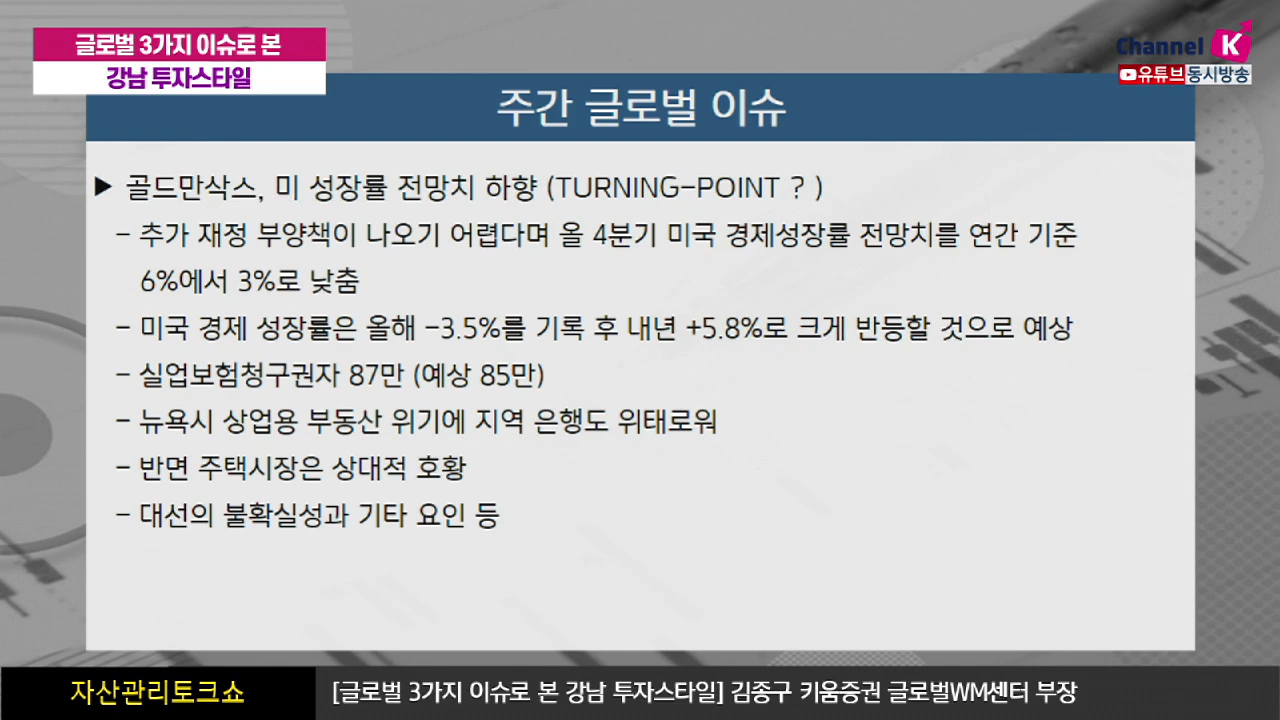 글로벌 3가지 이슈로 본
강남 투자스타일
Channel K
유튜브동시방송
주간 글로벌 이슈
▶ 골드만삭스, 미 성장률 전망치 하향 (TURNING-POINT ? )
- 추가 재정 부양책이 나오기 어렵다며 올 4분기 미국 경제성장률 전망치를 연간 기준
6%에서 3%로 낮춤
- 미국 경제 성장률은 올해 -3.5%를 기록 후 내년 +5.8%로 크게 반등할 것으로 예상
- 실업보험청구권자 87만 (예상 85만)
- 뉴욕시 상업용 부동산 위기에 지역 은행도 위태로워
- 반면 주택시장은 상대적 호황
- 대선의 불확실성과 기타 요인 등
자산관리토크쇼
[글로벌 3가지 이슈로 본 강남 투자스타일] 김종구 키움증권 글로벌WM센터 부장